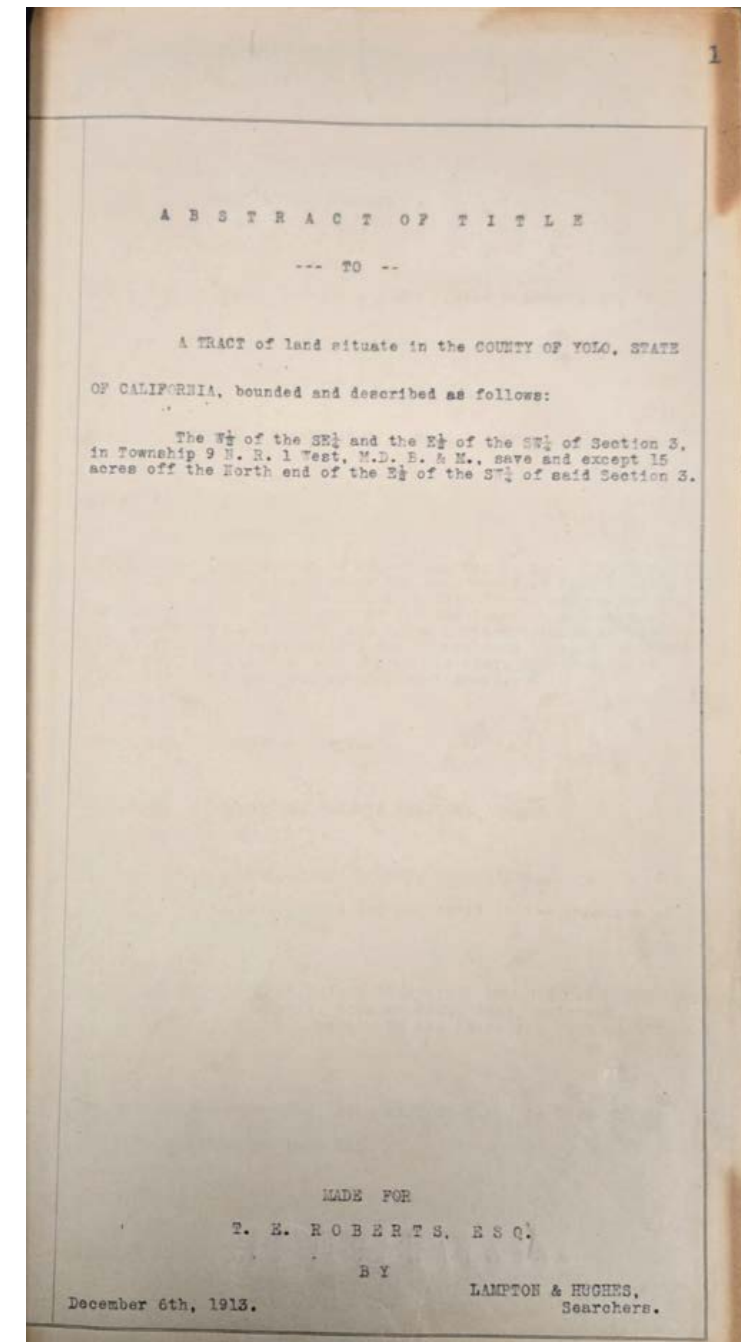 1
A B S T R A C T O F T I T L E
--- TO --
A TRACT of land situate in the COUNTY OF YOLO, STATE
OF CALIFORNIA, bounded and described as follows:
The W½ of the SE¼ and the E½ of the SW¼ of Section 3,
in Township 9 N. R. 1 West, M.D. B. & M., save and except 15
acres off the North end of the E½ of the SW¼ of said Section 3.
MADE FOR
T. E. R O B E R T S, E S Q.
B Y
LAMPTON & HUGHES,
December 6th, 1913. Searchers.